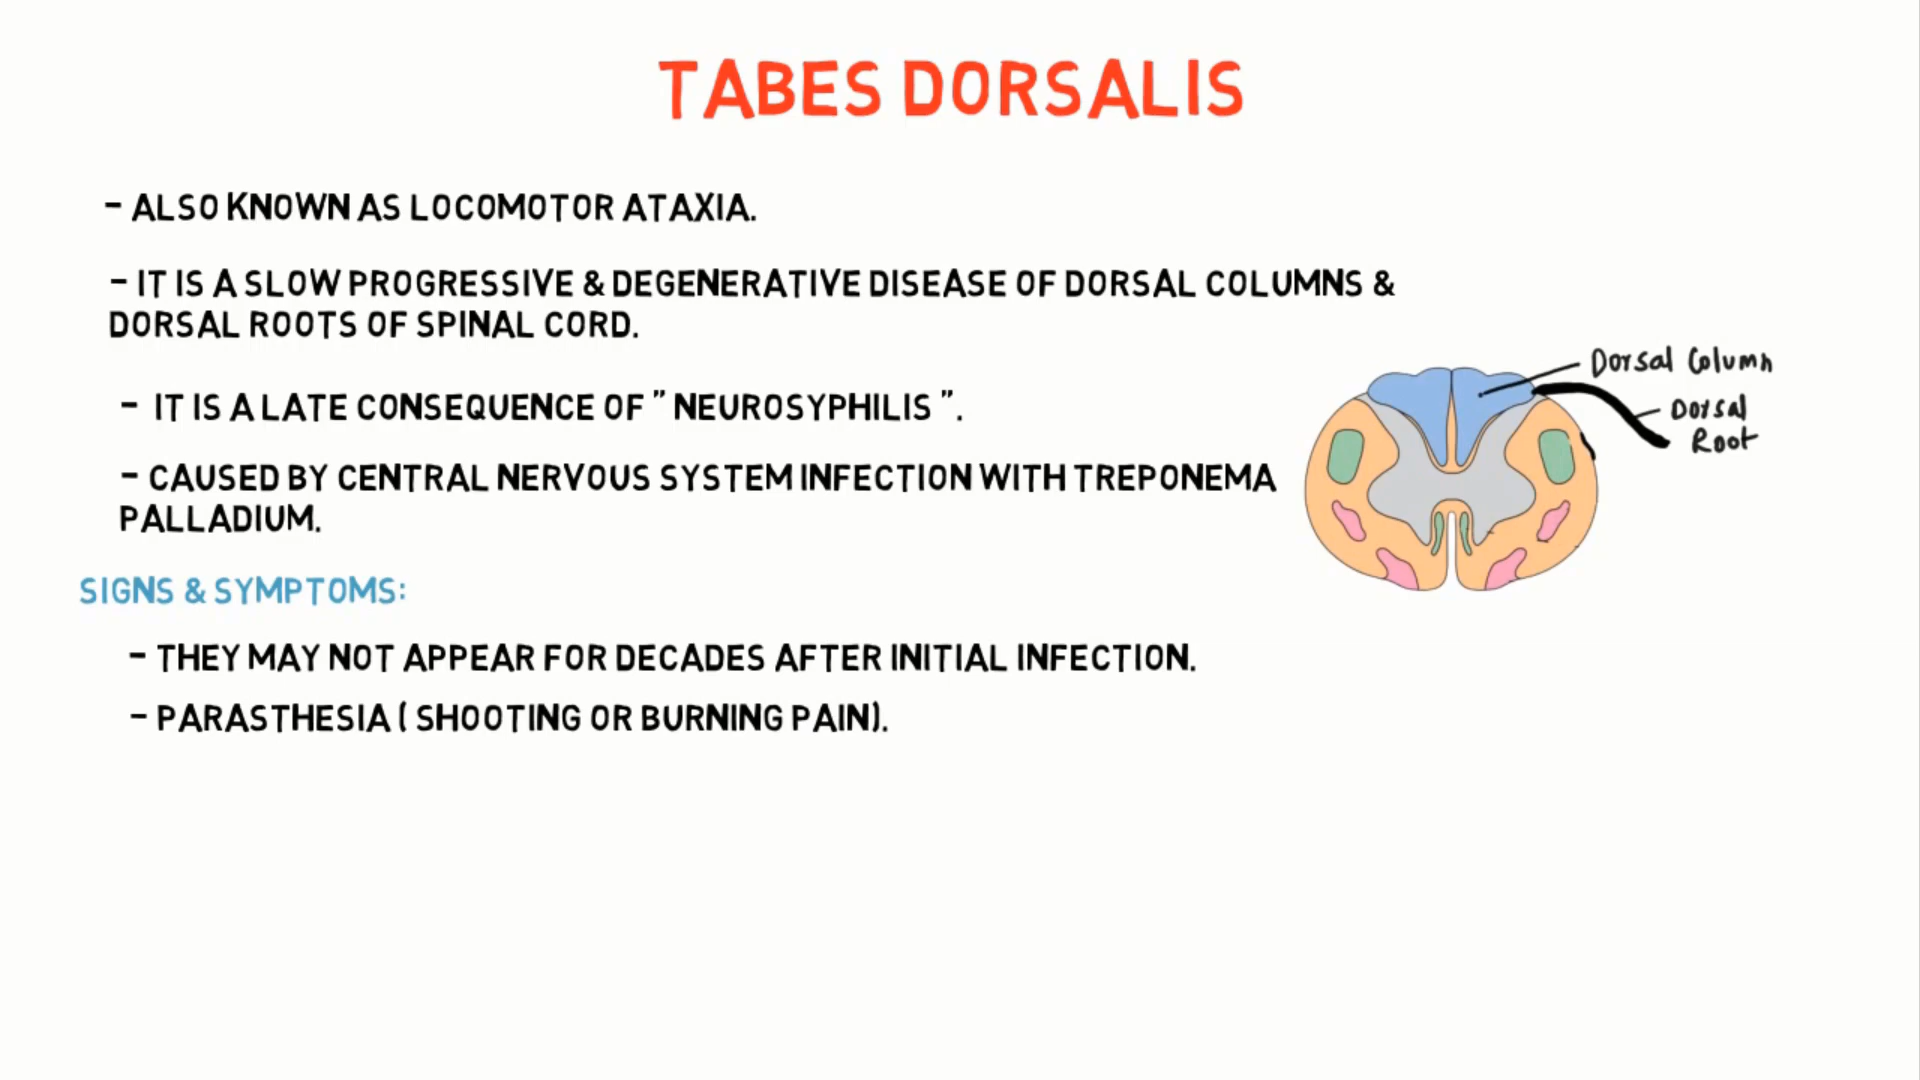 TABES DORSALIS
- ALSO KNOWN AS LOCOMOTOR ATAXIA.
- IT IS A SLOW PROGRESSIVE & DEGENERATIVE DISEASE OF DORSAL COLUMNS &
DORSAL ROOTS OF SPINAL CORD.
- IT IS A LATE CONSEQUENCE OF " NEUROSYPHILIS ".
- CAUSED BY CENTRAL NERVOUS SYSTEM INFECTION WITH TREPONEMA
PALLADIUM.
Dorsal Column
Dorsal
Root
SIGNS & SYMPTOMS:
- THEY MAY NOT APPEAR FOR DECADES AFTER INITIAL INFECTION.
- PARASTHESIA ( SHOOTING OR BURNING PAIN).